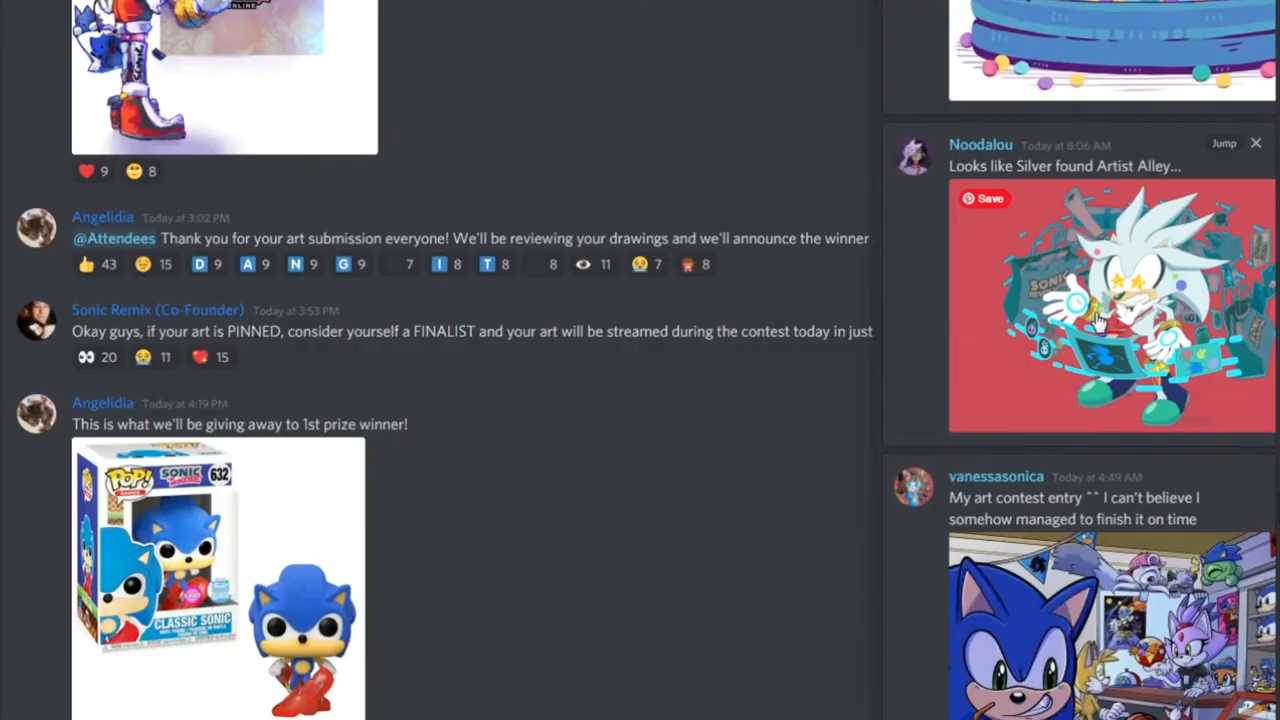 ONLINE
SONIC
9
8
Angelidia Today at 3:02 PM
@Attendees Thank you for your art submission everyone! We'll be reviewing your drawings and we'll announce the winner
43 15 D 9 A 9 N 9 G 9 7 I 8 T 8 8 11 7 8
Sonic Remix (Co-Founder) Today at 3:53 PM
Okay guys, if your art is PINNED, consider yourself a FINALIST and your art will be streamed during the contest today in just
20 11 15
Angelidia Today at 4:19 PM
This is what we'll be giving away to 1st prize winner!
POP!
GAMES
SONIC
632
CLASSIC SONIC
Noodalou Today at 8:06 AM
Jump
Looks like Silver found Artist Alley...
Save
vanessasonica Today at 4:49 AM
My art contest entry ^^ I can't believe I
somehow managed to finish it on time